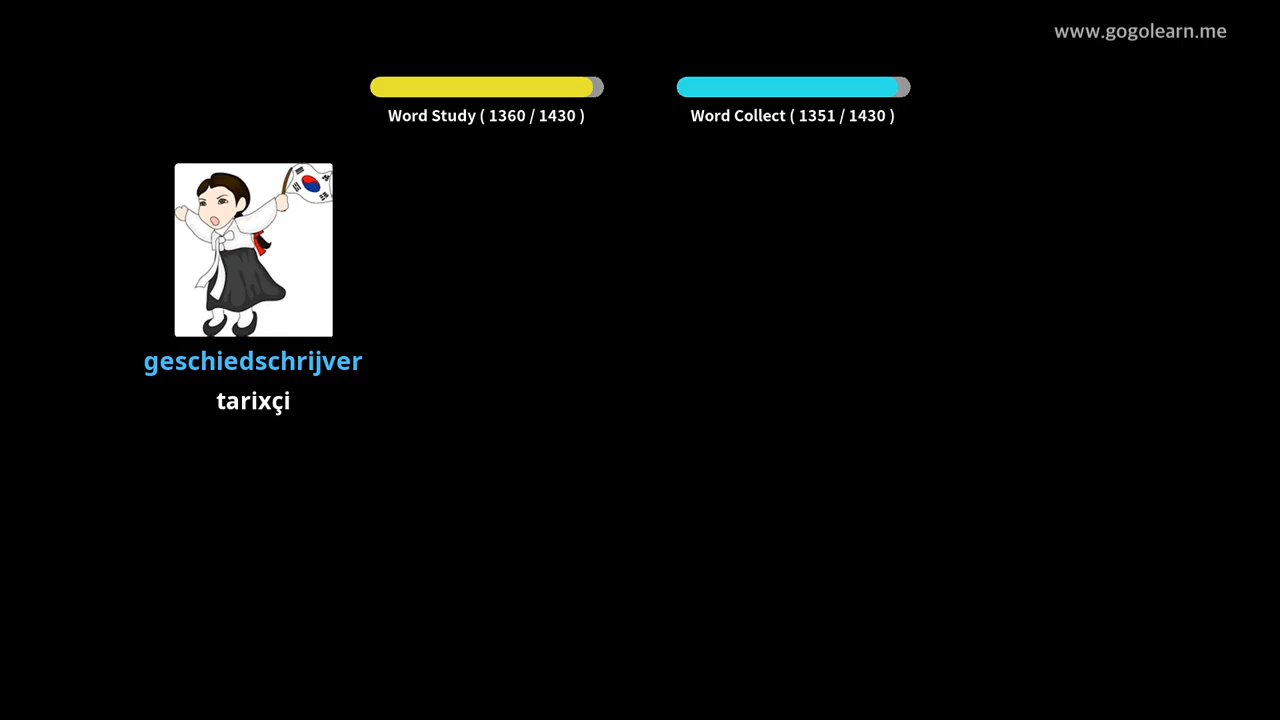 www.gogolearn.me
Word Study ( 1360 / 1430 )
Word Collect ( 1351 / 1430 )
geschiedschrijver
tarixçi